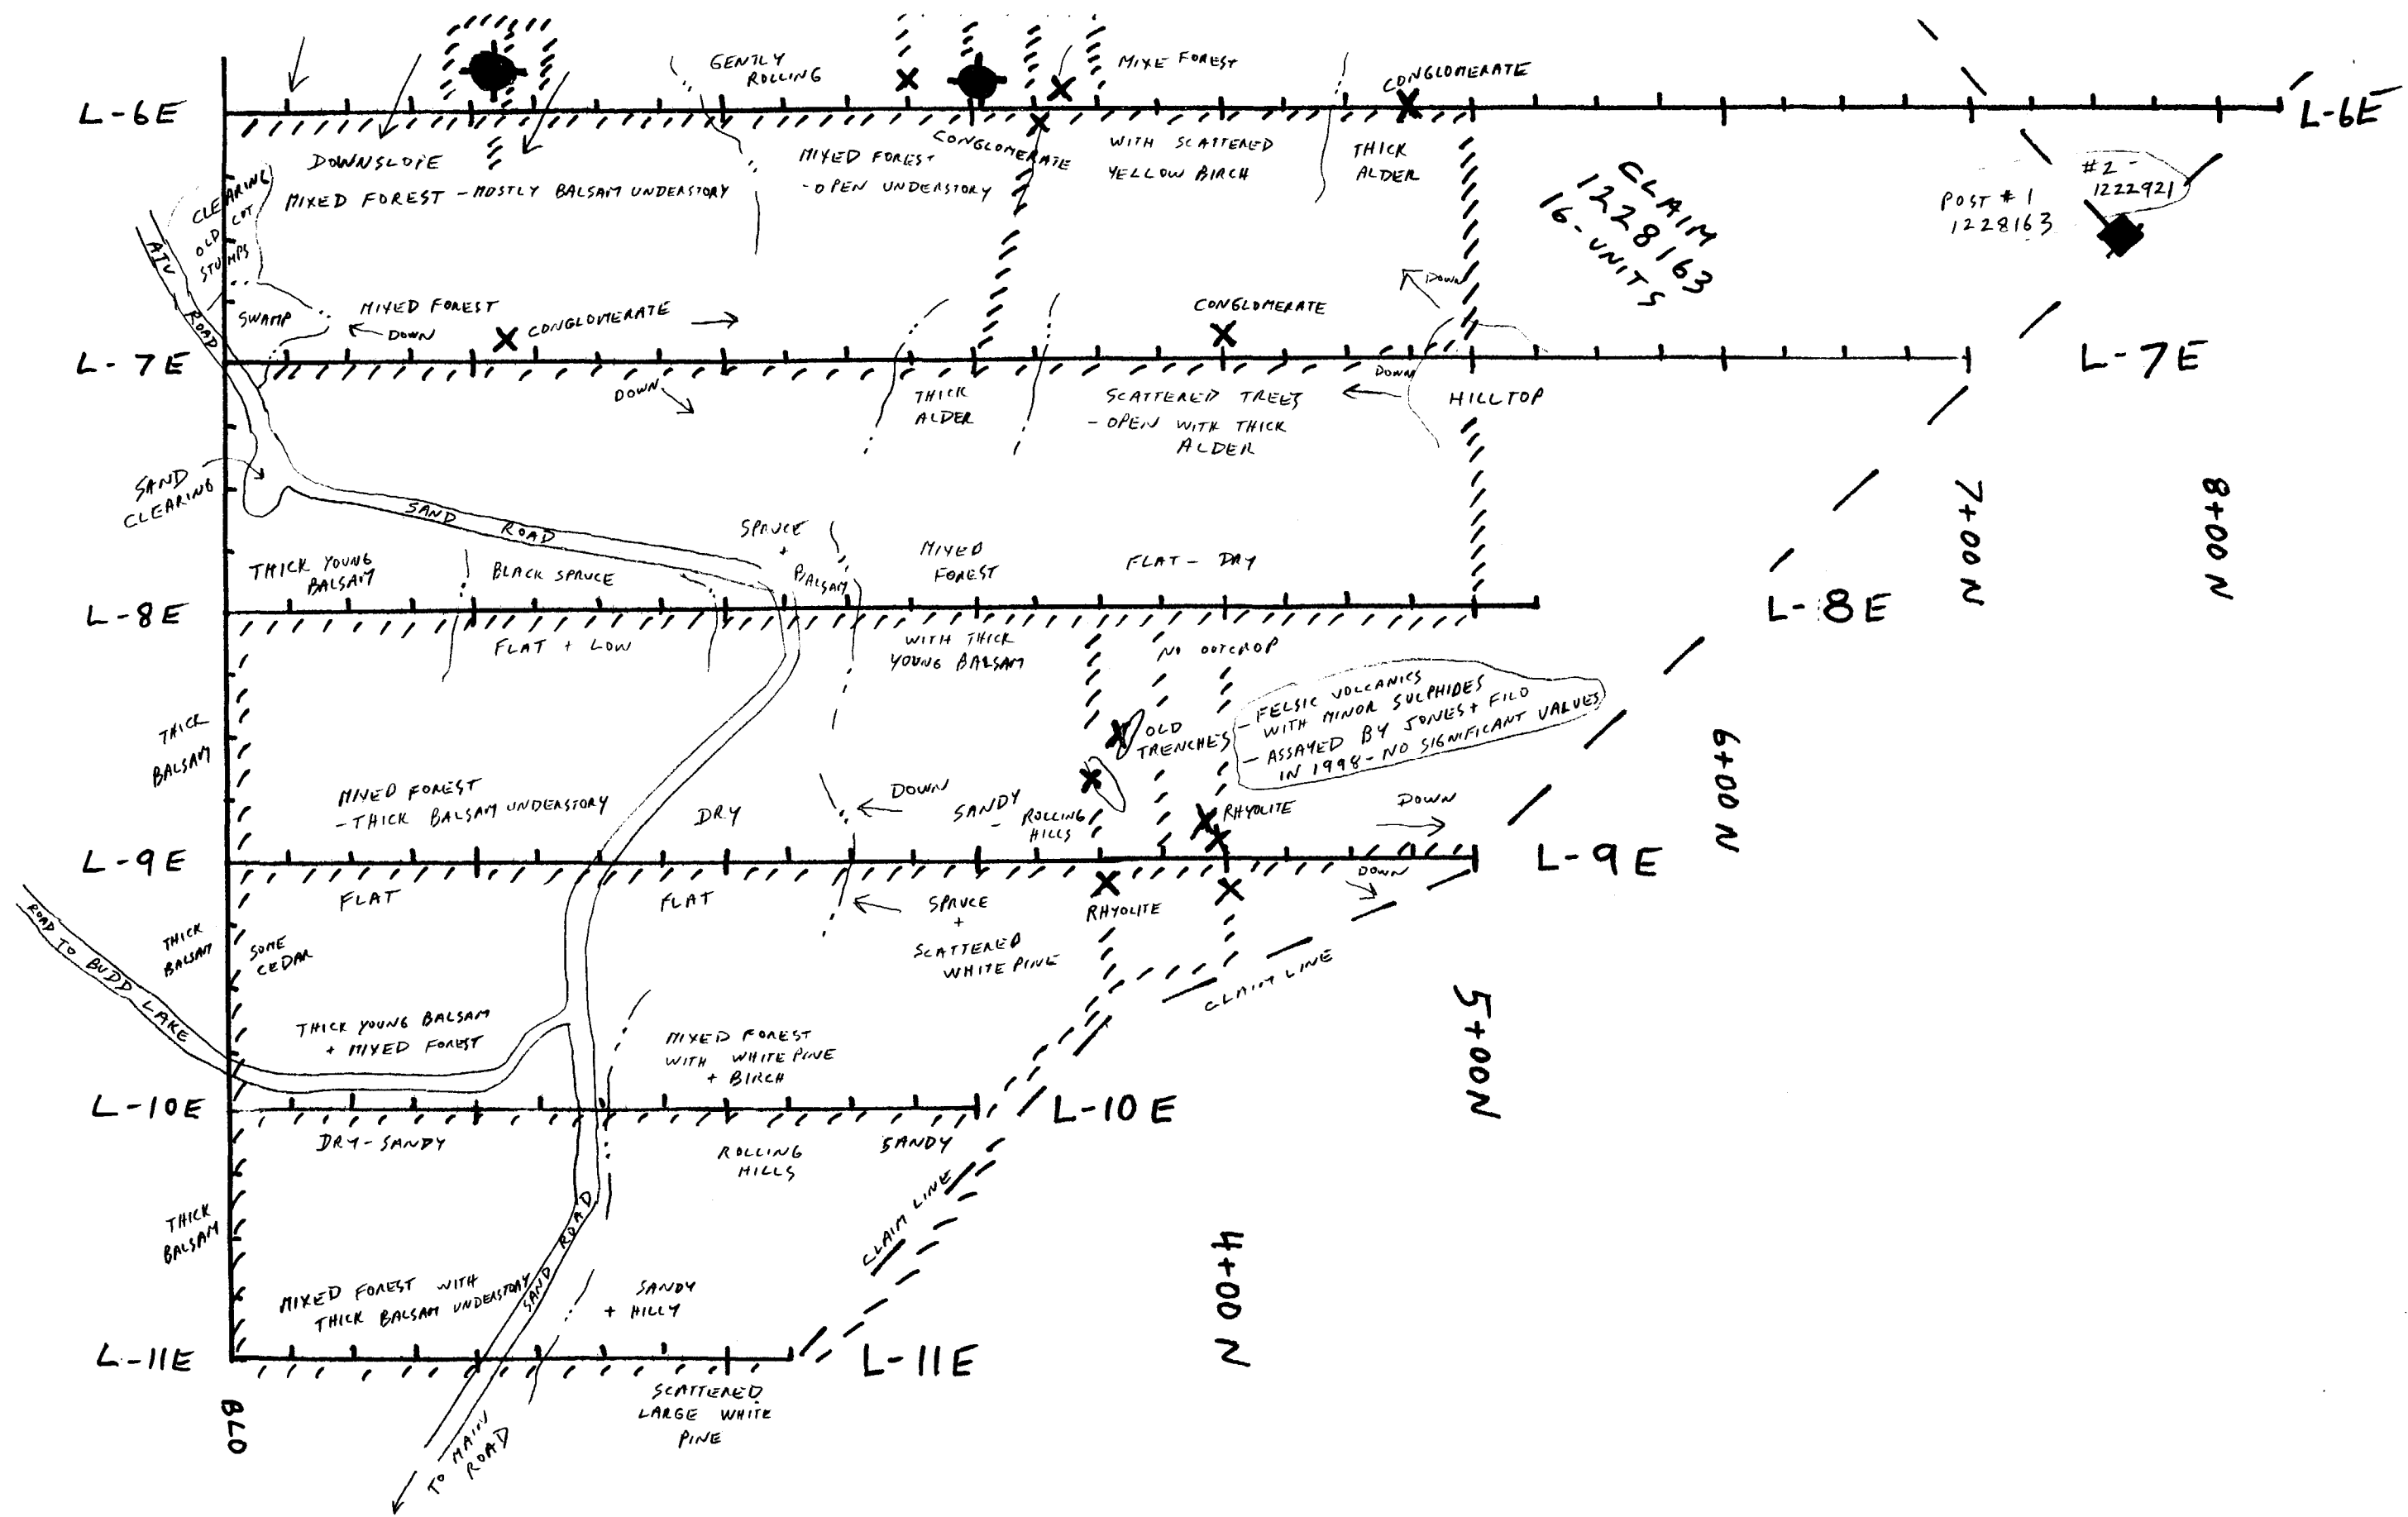 GENTLY
ROLLING
MIXE FOREST
CONGLOMERATE
L-6E
L-6E
DOWNSLOPE
MIXED FOREST - MOSTLY BALSAM UNDERSTORY
MIXED FOREST
- OPEN UNDERSTORY
CONGLOMERATE
WITH SCATTERED
YELLOW BIRCH
THICK
ALDER
CLAIM
1228163
16-UNITS
POST #1
1228163
#2-
1222921
CLEARING
OLD CUT
STUMPS
ATV
ROAD
SWAMP
MIXED FOREST
DOWN
CONGLOMERATE
CONGLOMERATE
DOWN
L-7E
L-7E
DOWN
THICK
ALDER
SCATTERED TREES
- OPEN WITH THICK
ALDER
DOWN
HILLTOP
SAND
CLEARING
SAND ROAD
7+00N
8+00N
THICK YOUNG
BALSAM
BLACK SPRUCE
SPRUCE
+
BALSAM
MIXED
FOREST
FLAT - DRY
L-8E
L-8E
FLAT + LOW
WITH THICK
YOUNG BALSAM
NO OUTCROP
THICK
BALSAM
OLD
TRENCHES
- FELSIC VOLCANICS
WITH MINOR SULPHIDES
- ASSAYED BY JONES + FILO
IN 1998 - NO SIGNIFICANT VALUES
6+00N
MIXED FOREST
- THICK BALSAM UNDERSTORY
DRY
DOWN
SANDY
- ROLLING
HILLS
RHYOLITE
DOWN
L-9E
L-9E
FLAT
FLAT
DOWN
RHYOLITE
SPRUCE
+
SCATTERED
WHITE PINE
THICK
BALSAM
SOME
CEDAR
ROAD TO BUDD LAKE
CLAIM LINE
5+00N
THICK YOUNG BALSAM
+ MIXED FOREST
MIXED FOREST
WITH WHITE PINE
+ BIRCH
L-10E
L-10E
DRY-SANDY
ROLLING
HILLS
SANDY
THICK
BALSAM
CLAIM LINE
4+00N
SAND ROAD
MIXED FOREST WITH
THICK BALSAM UNDERSTORY
SANDY
+ HILLY
L-11E
L-11E
SCATTERED
LARGE WHITE
PINE
BLO
TO MAIN
ROAD